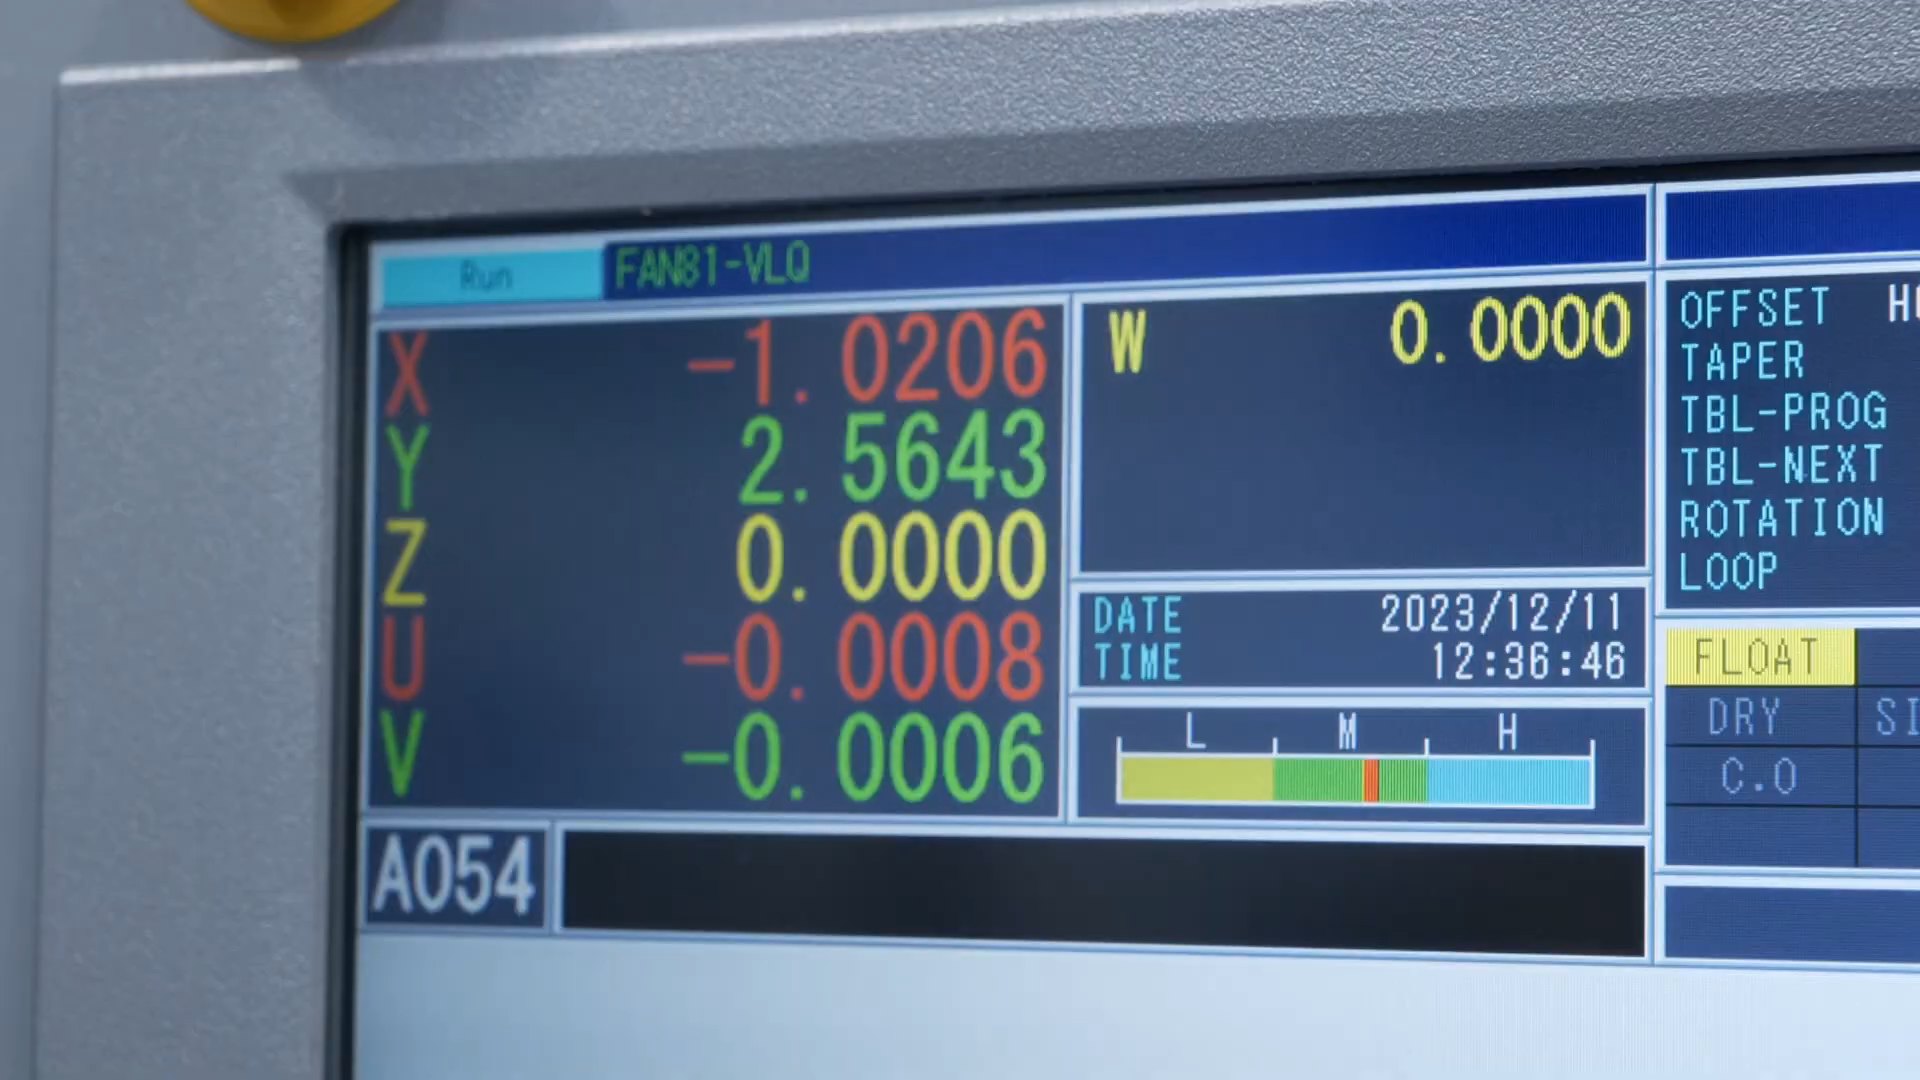 Run FAN81-VLQ
X -1.0206
Y 2.5643
Z 0.0000
U -0.0008
V -0.0006
A054
W 0.0000
DATE 2023/12/11
TIME 12:36:46
L M H
OFFSET
TAPER
TBL-PROG
TBL-NEXT
ROTATION
LOOP
FLOAT
DRY
C.O